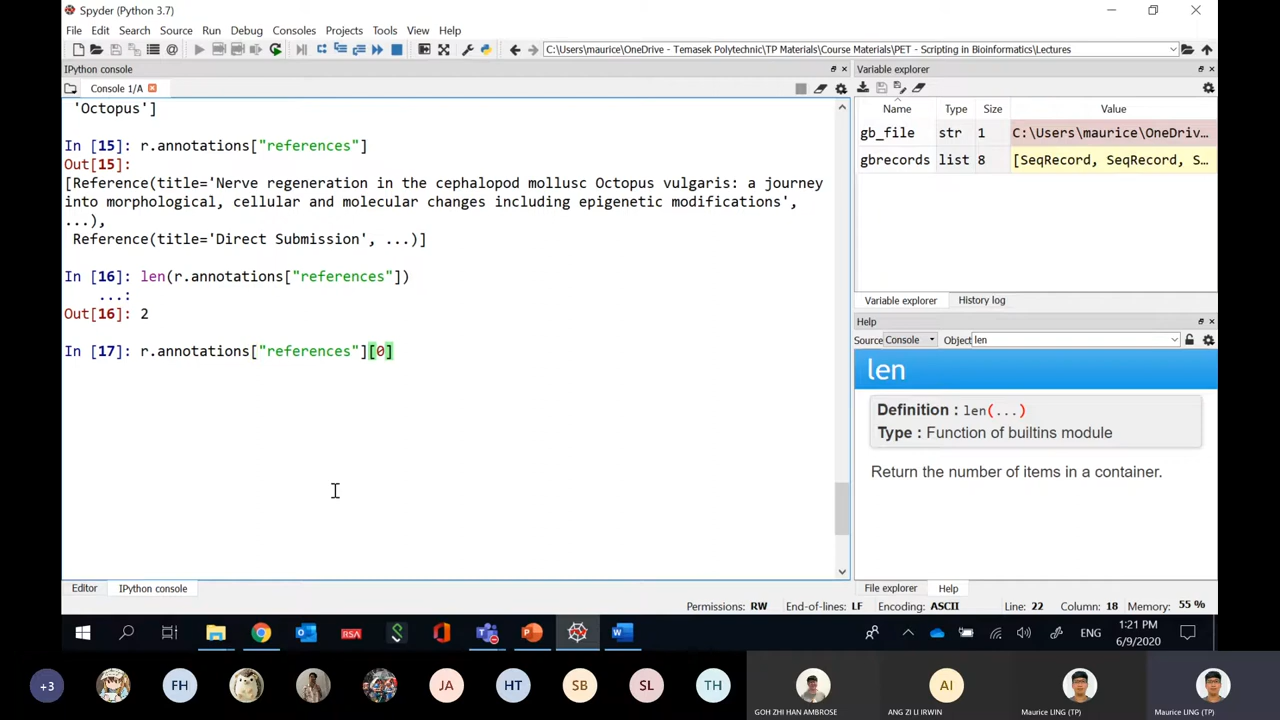 Spyder (Python 3.7)
File Edit Search Source Run Debug Consoles Projects Tools View Help
C:\Users\maurice\OneDrive - Temasek Polytechnic\TP Materials\Course Materials\PET - Scripting in Bioinformatics\Lectures
IPython console
Console 1/A
'Octopus']
In [15]: r.annotations["references"]
Out[15]:
[Reference(title='Nerve regeneration in the cephalopod mollusc Octopus vulgaris: a journey
into morphological, cellular and molecular changes including epigenetic modifications',
...),
Reference(title='Direct Submission', ...)]
In [16]: len(r.annotations["references"])
...:
Out[16]: 2
In [17]: r.annotations["references"][0]
Editor IPython console
Variable explorer
Name Type Size Value
gb_file str 1 C:\Users\maurice\OneDriv...
gbrecords list 8 [SeqRecord, SeqRecord, S...
Variable explorer History log
Help
Source Console Object len
len
Definition : len(...)
Type : Function of builtins module
Return the number of items in a container.
File explorer Help
Permissions: RW End-of-lines: LF Encoding: ASCII Line: 22 Column: 18 Memory: 55 %
RSA
ENG
1:21 PM
6/9/2020
+3 FH JA HT SB SL TH AI
GOH ZHI HAN AMBROSE ANG ZI LI IRWIN Maurice LING (TP) Maurice LING (TP)